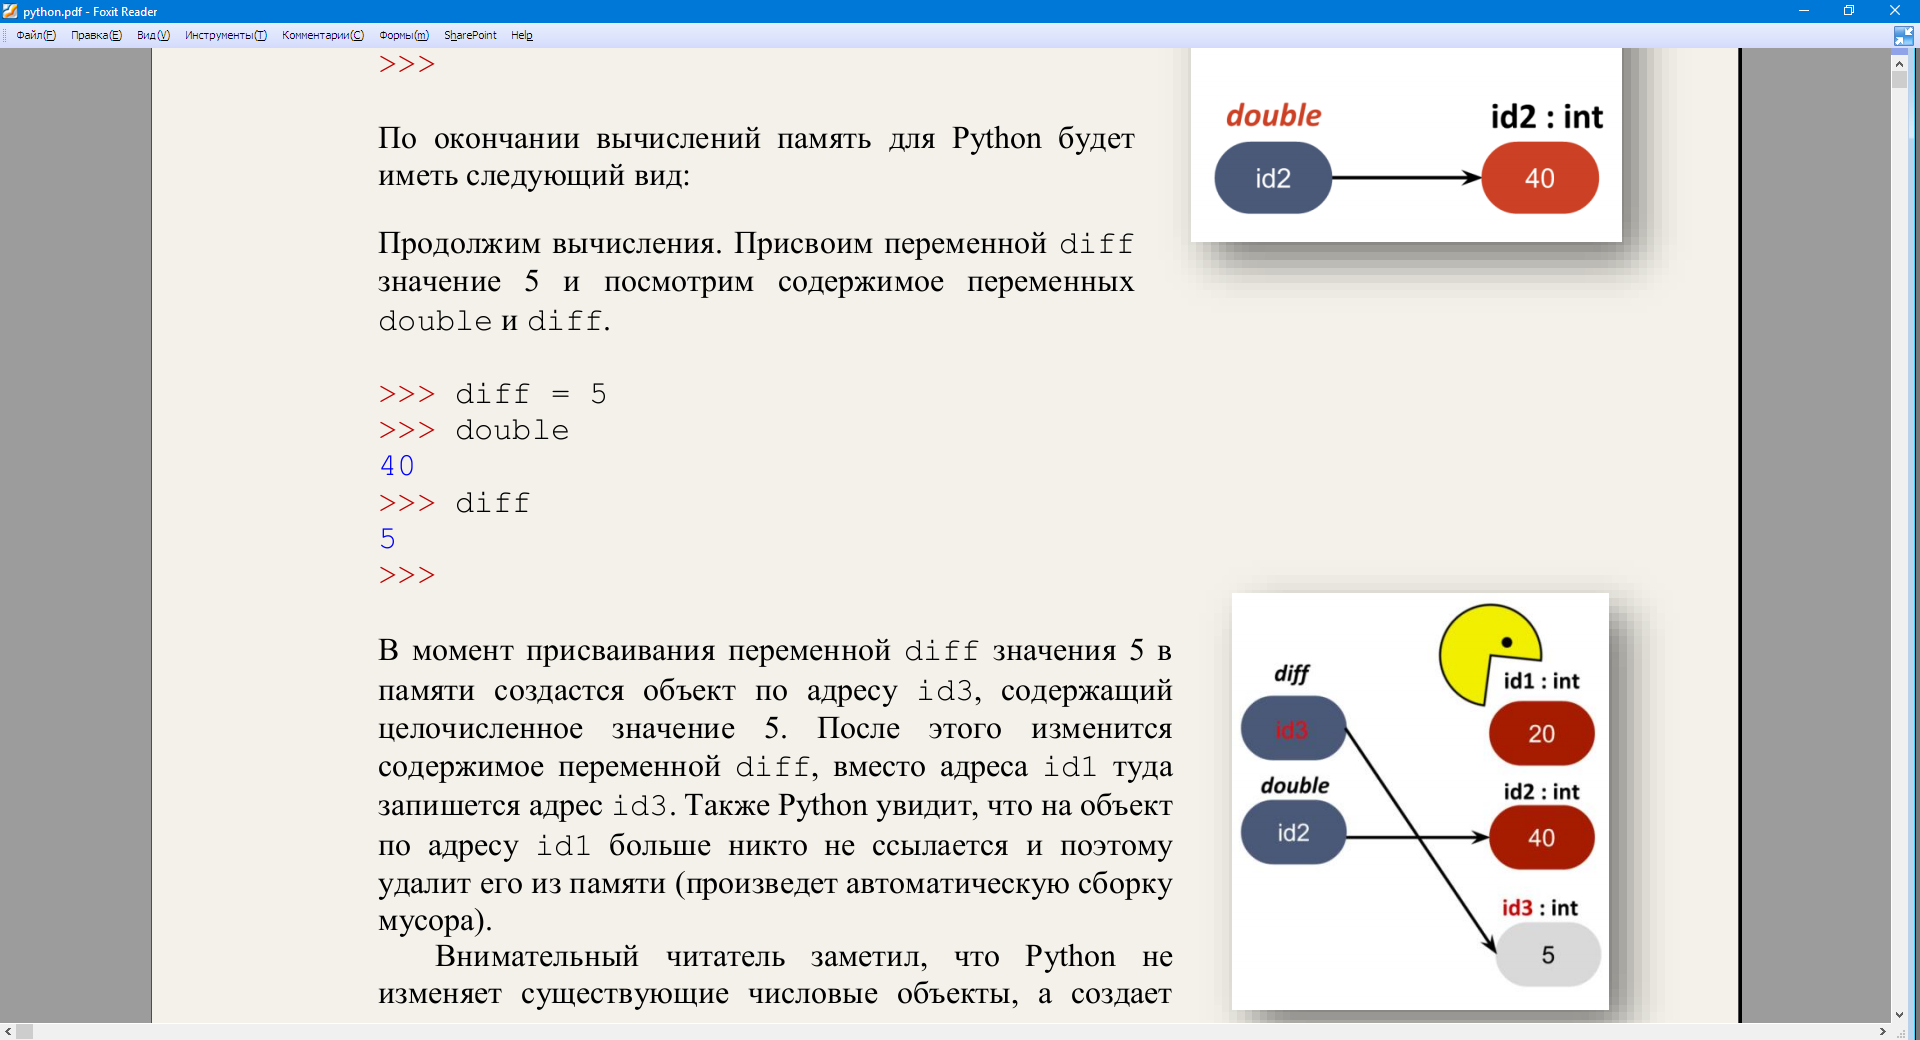 python.pdf - Foxit Reader
Файл(F) Правка(E) Вид(V) Инструменты(T) Комментарии(C) Формы(m) SharePoint Help
>>>
По окончании вычислений память для Python будет
иметь следующий вид:
Продолжим вычисления. Присвоим переменной diff
значение 5 и посмотрим содержимое переменных
double и diff.
>>> diff = 5
>>> double
40
>>> diff
5
>>>
double id2 : int
id2 40
В момент присваивания переменной diff значения 5 в
памяти создастся объект по адресу id3, содержащий
целочисленное значение 5. После этого изменится
содержимое переменной diff, вместо адреса id1 туда
запишется адрес id3. Также Python увидит, что на объект
по адресу id1 больше никто не ссылается и поэтому
удалит его из памяти (произведет автоматическую сборку
мусора).
Внимательный читатель заметил, что Python не
изменяет существующие числовые объекты, а создает
diff
id1 : int
id3
20
double
id2 : int
id2
40
id3 : int
5